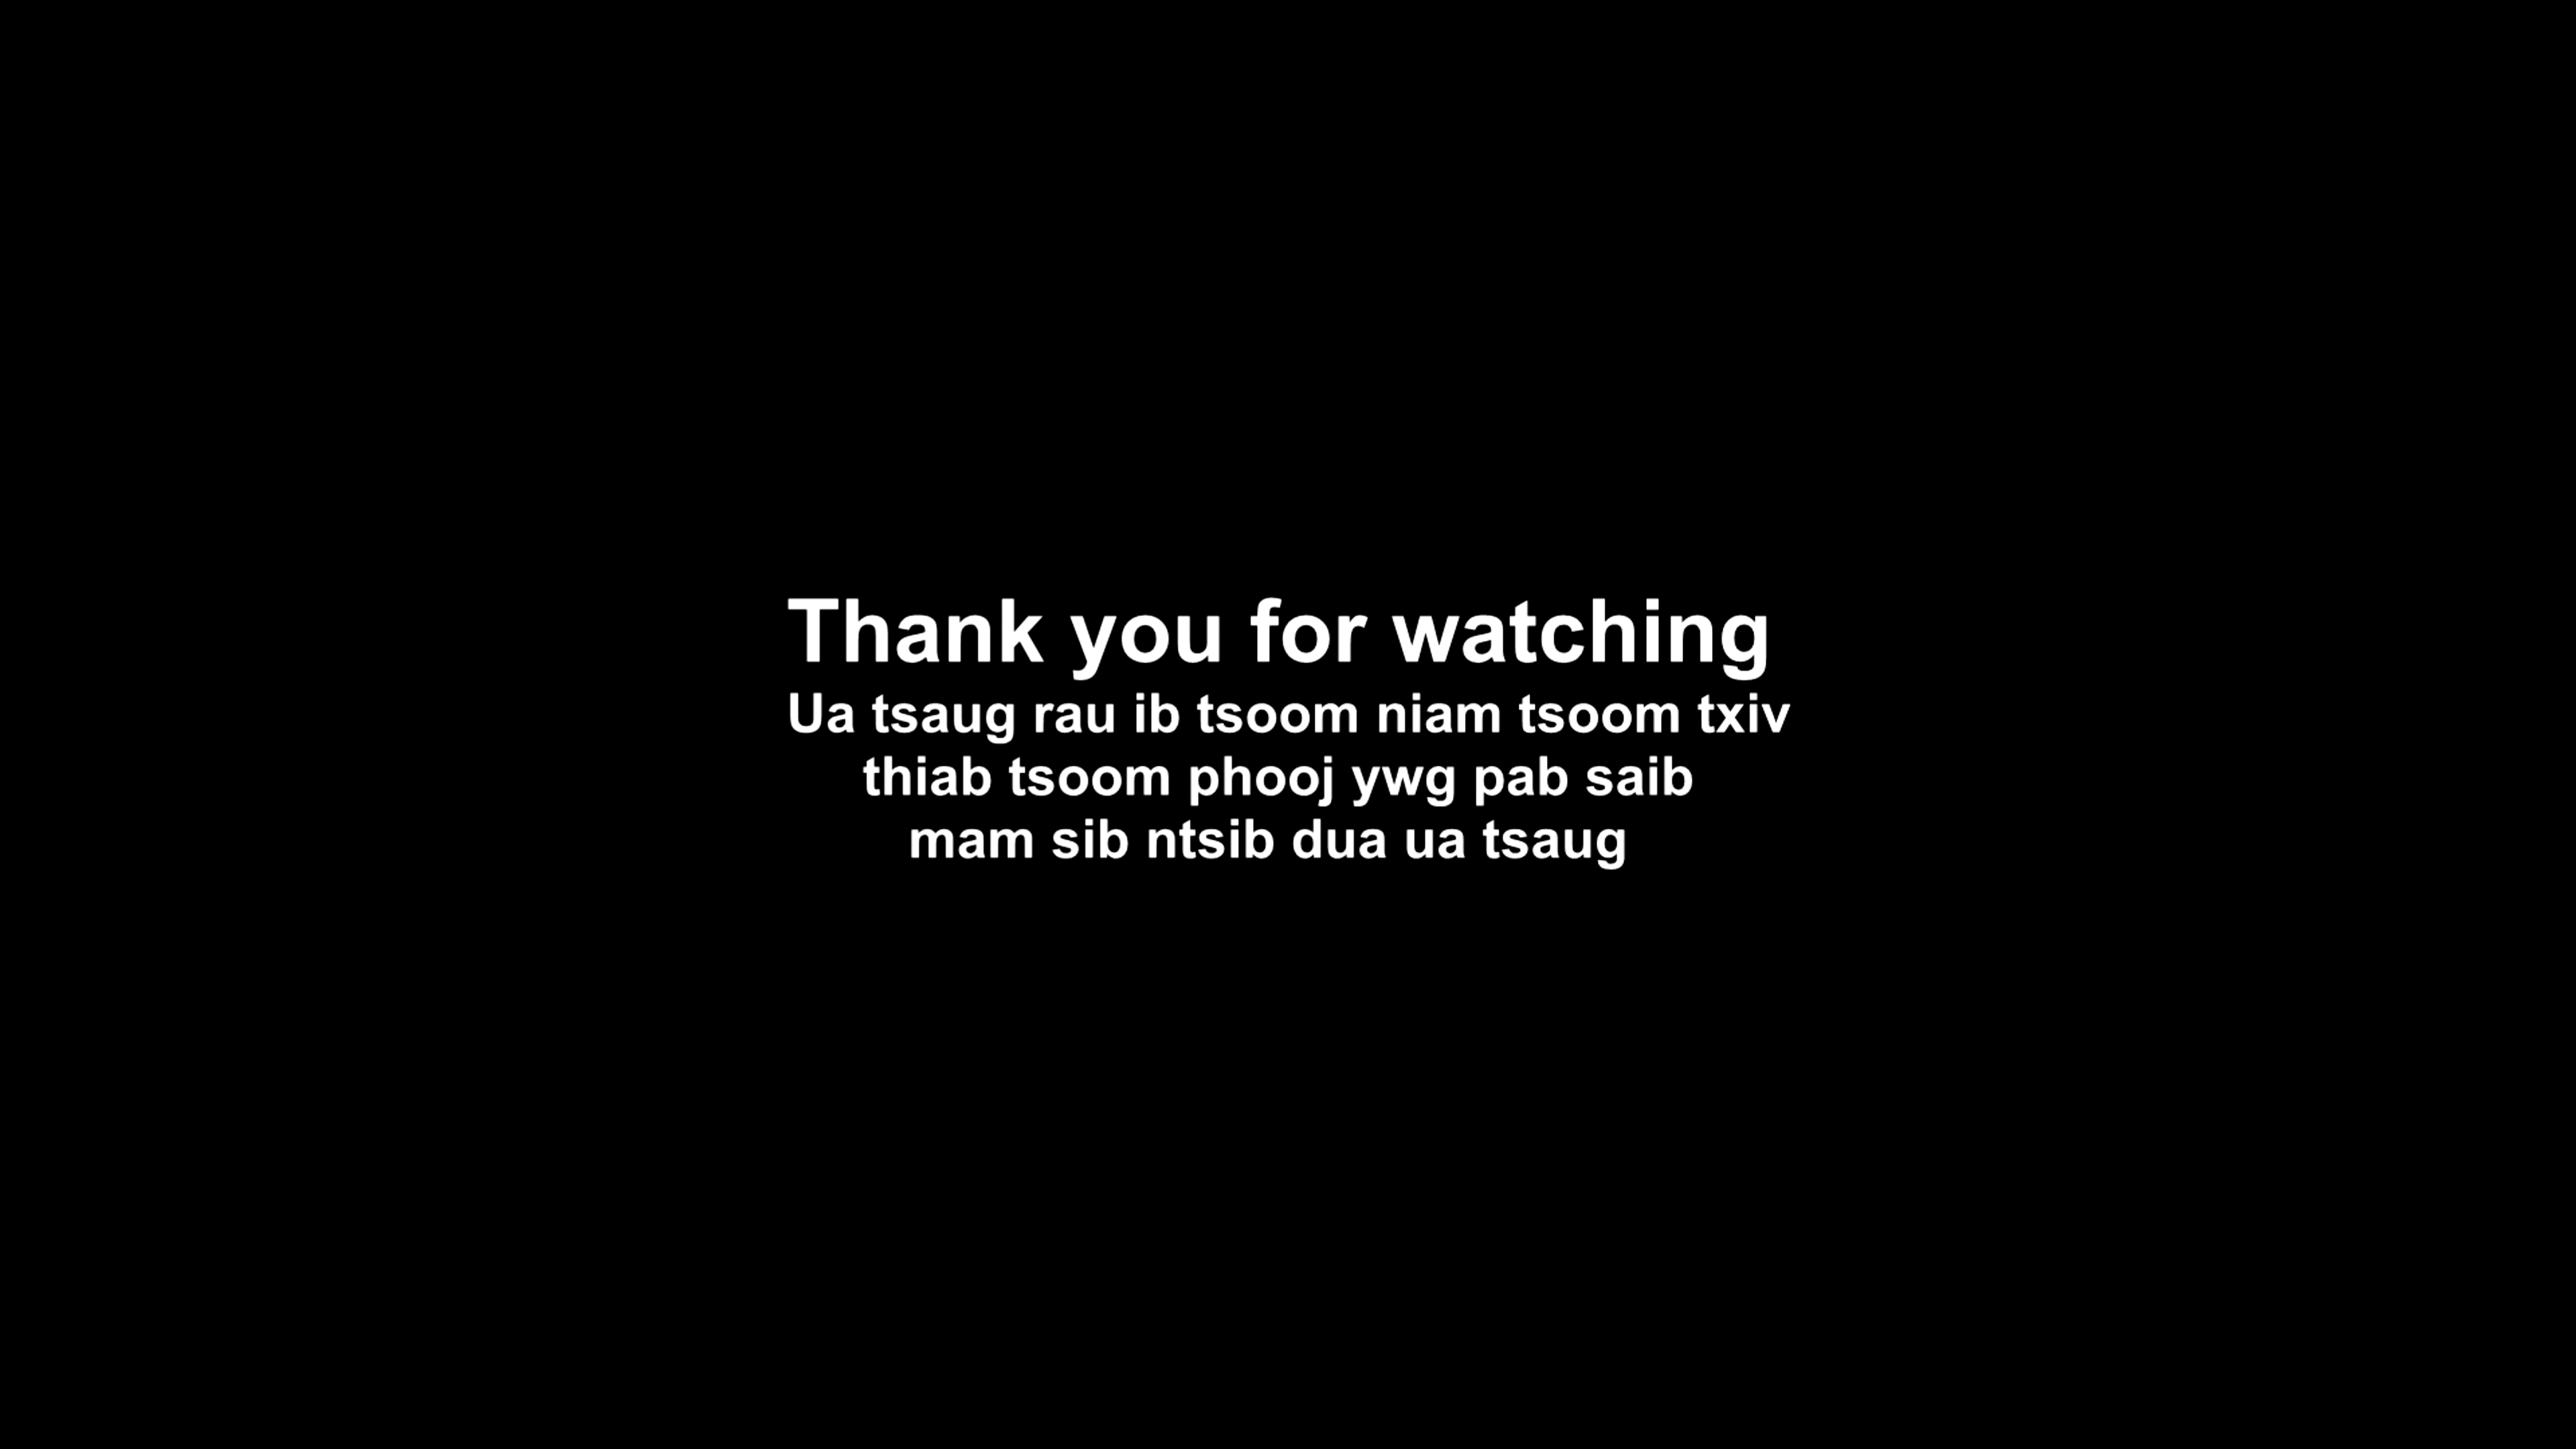 Thank you for watching
Ua tsaug rau ib tsoom niam tsoom txiv
thiab tsoom phooj ywg pab saib
mam sib ntsib dua ua tsaug